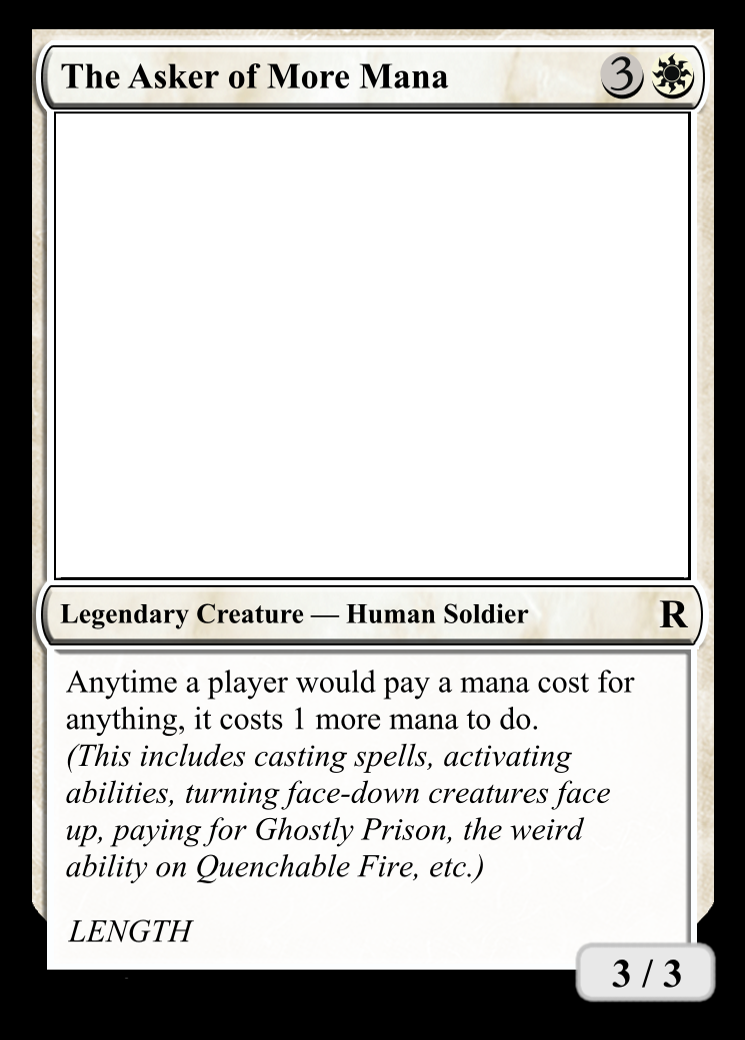 The Asker of More Mana 3
Legendary Creature — Human Soldier R
Anytime a player would pay a mana cost for
anything, it costs 1 more mana to do.
(This includes casting spells, activating
abilities, turning face-down creatures face
up, paying for Ghostly Prison, the weird
ability on Quenchable Fire, etc.)
LENGTH
3 / 3